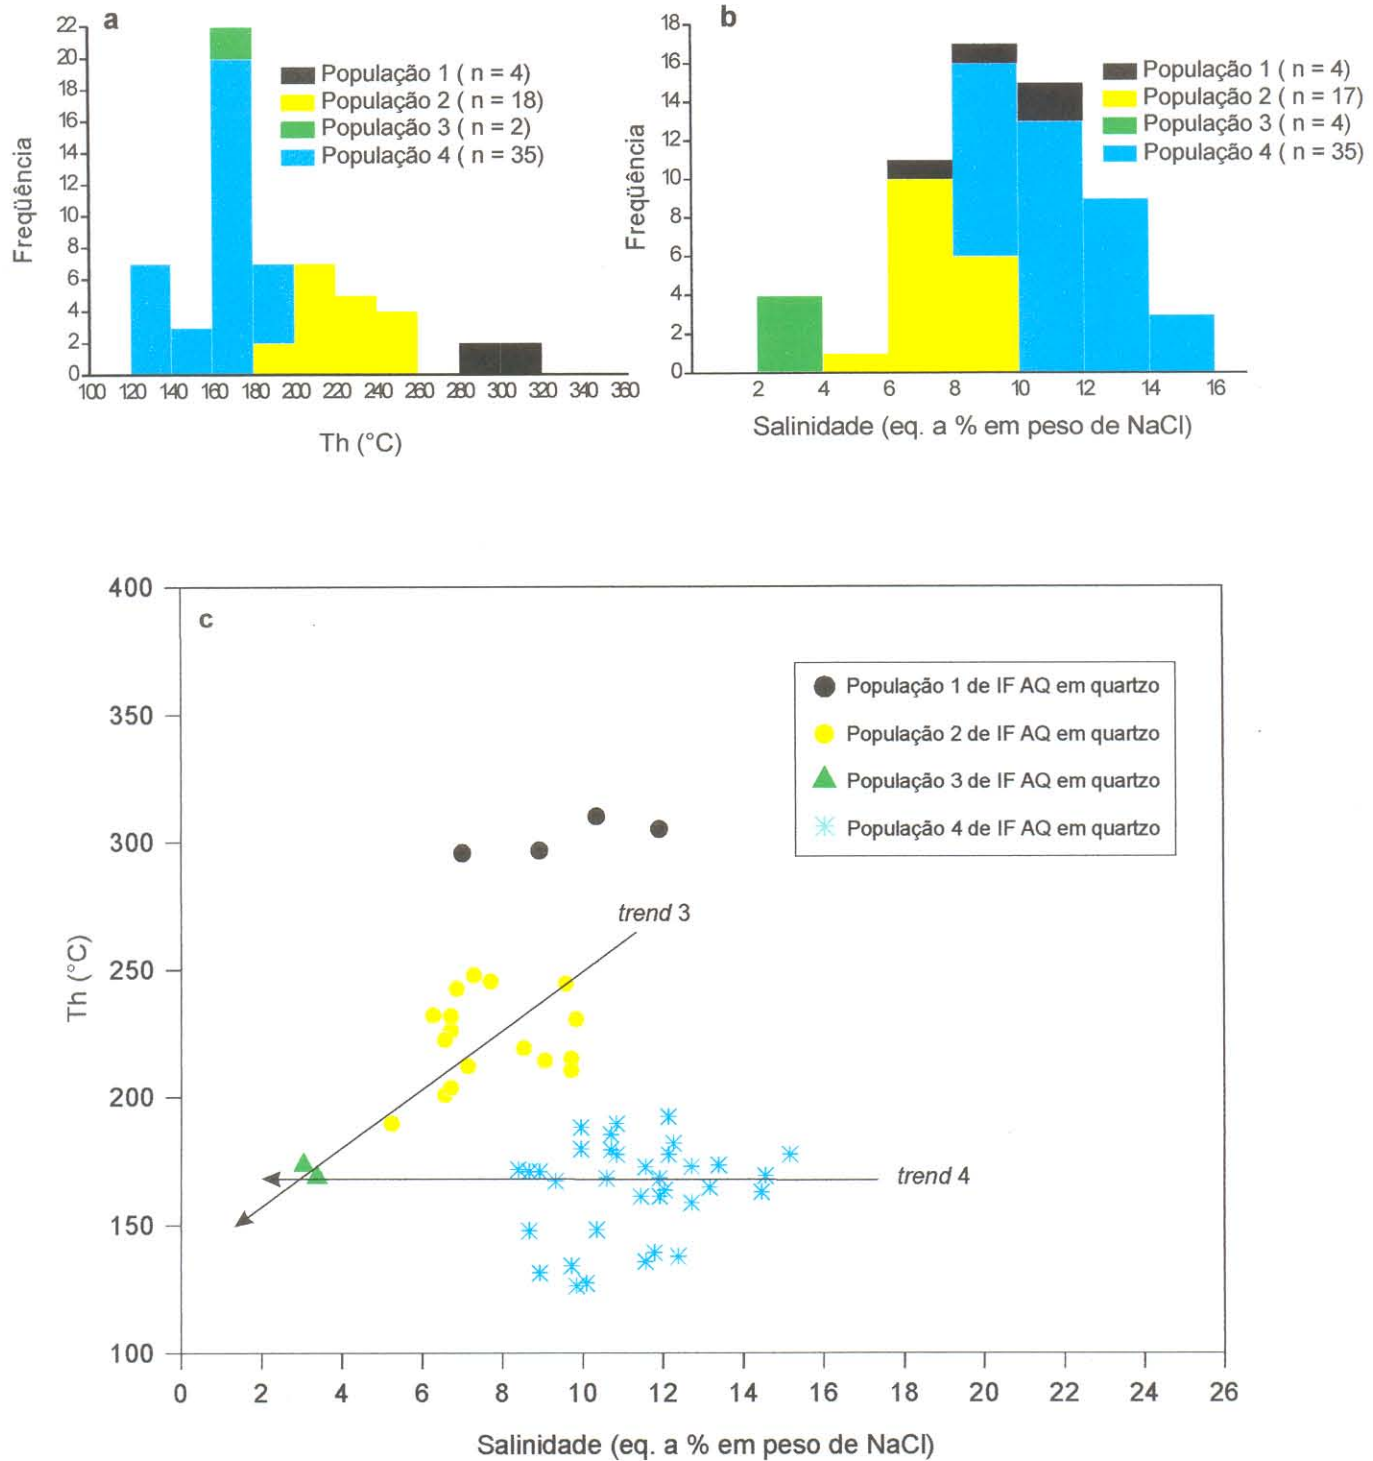 a
22
20
18
16
14
12
10
8
6
4
2
0
Freqüência
População 1 ( n = 4)
População 2 ( n = 18)
População 3 ( n = 2)
População 4 ( n = 35)
100 120 140 160 180 200 220 240 260 280 300 320 340 360
Th (°C)
b
18
16
14
12
10
8
6
4
2
0
Freqüência
População 1 ( n = 4)
População 2 ( n = 17)
População 3 ( n = 4)
População 4 ( n = 35)
2 4 6 8 10 12 14 16
Salinidade (eq. a % em peso de NaCl)
c
400
350
300
250
200
150
100
Th (°C)
População 1 de IF AQ em quartzo
População 2 de IF AQ em quartzo
População 3 de IF AQ em quartzo
População 4 de IF AQ em quartzo
trend 3
trend 4
0 2 4 6 8 10 12 14 16 18 20 22 24 26
Salinidade (eq. a % em peso de NaCl)